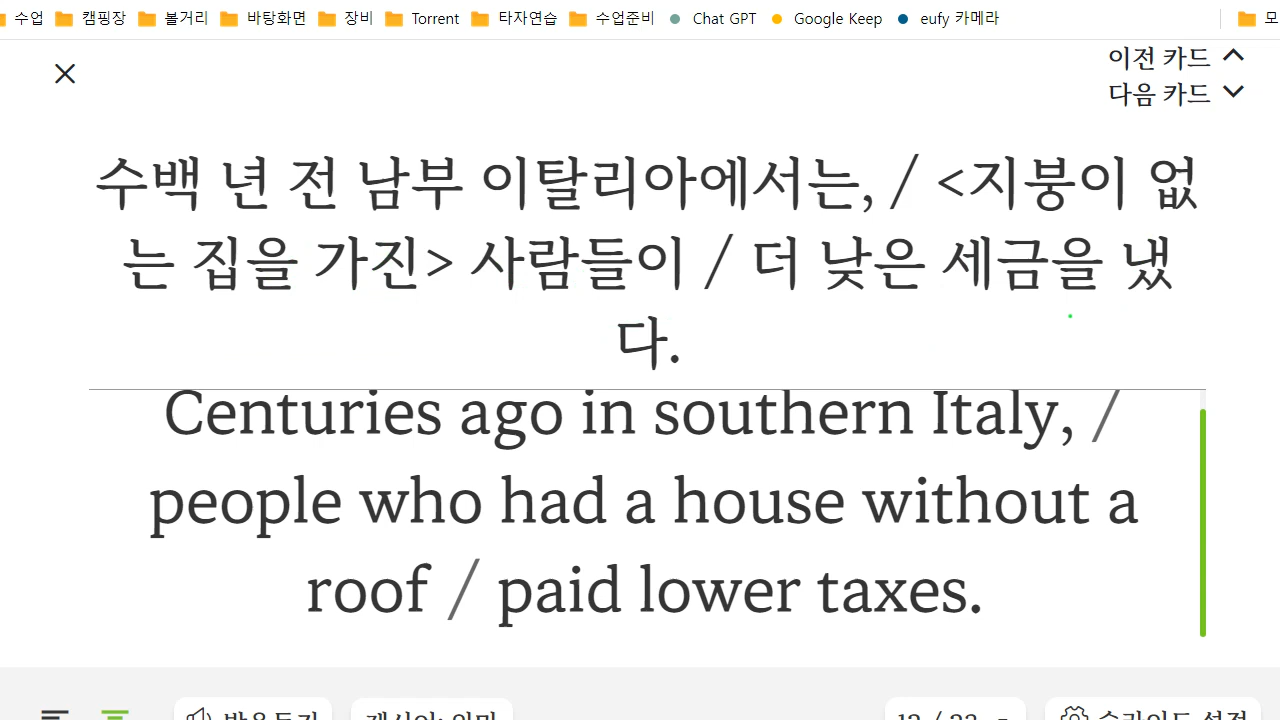 수업 캠핑장 볼거리 바탕화면 장비 Torrent 타자연습 수업준비 Chat GPT Google Keep eufy 카메라 모
이전 카드
다음 카드
수백 년 전 남부 이탈리아에서는, / <지붕이 없
는 집을 가진> 사람들이 / 더 낮은 세금을 냈
다.
Centuries ago in southern Italy, /
people who had a house without a
roof / paid lower taxes.